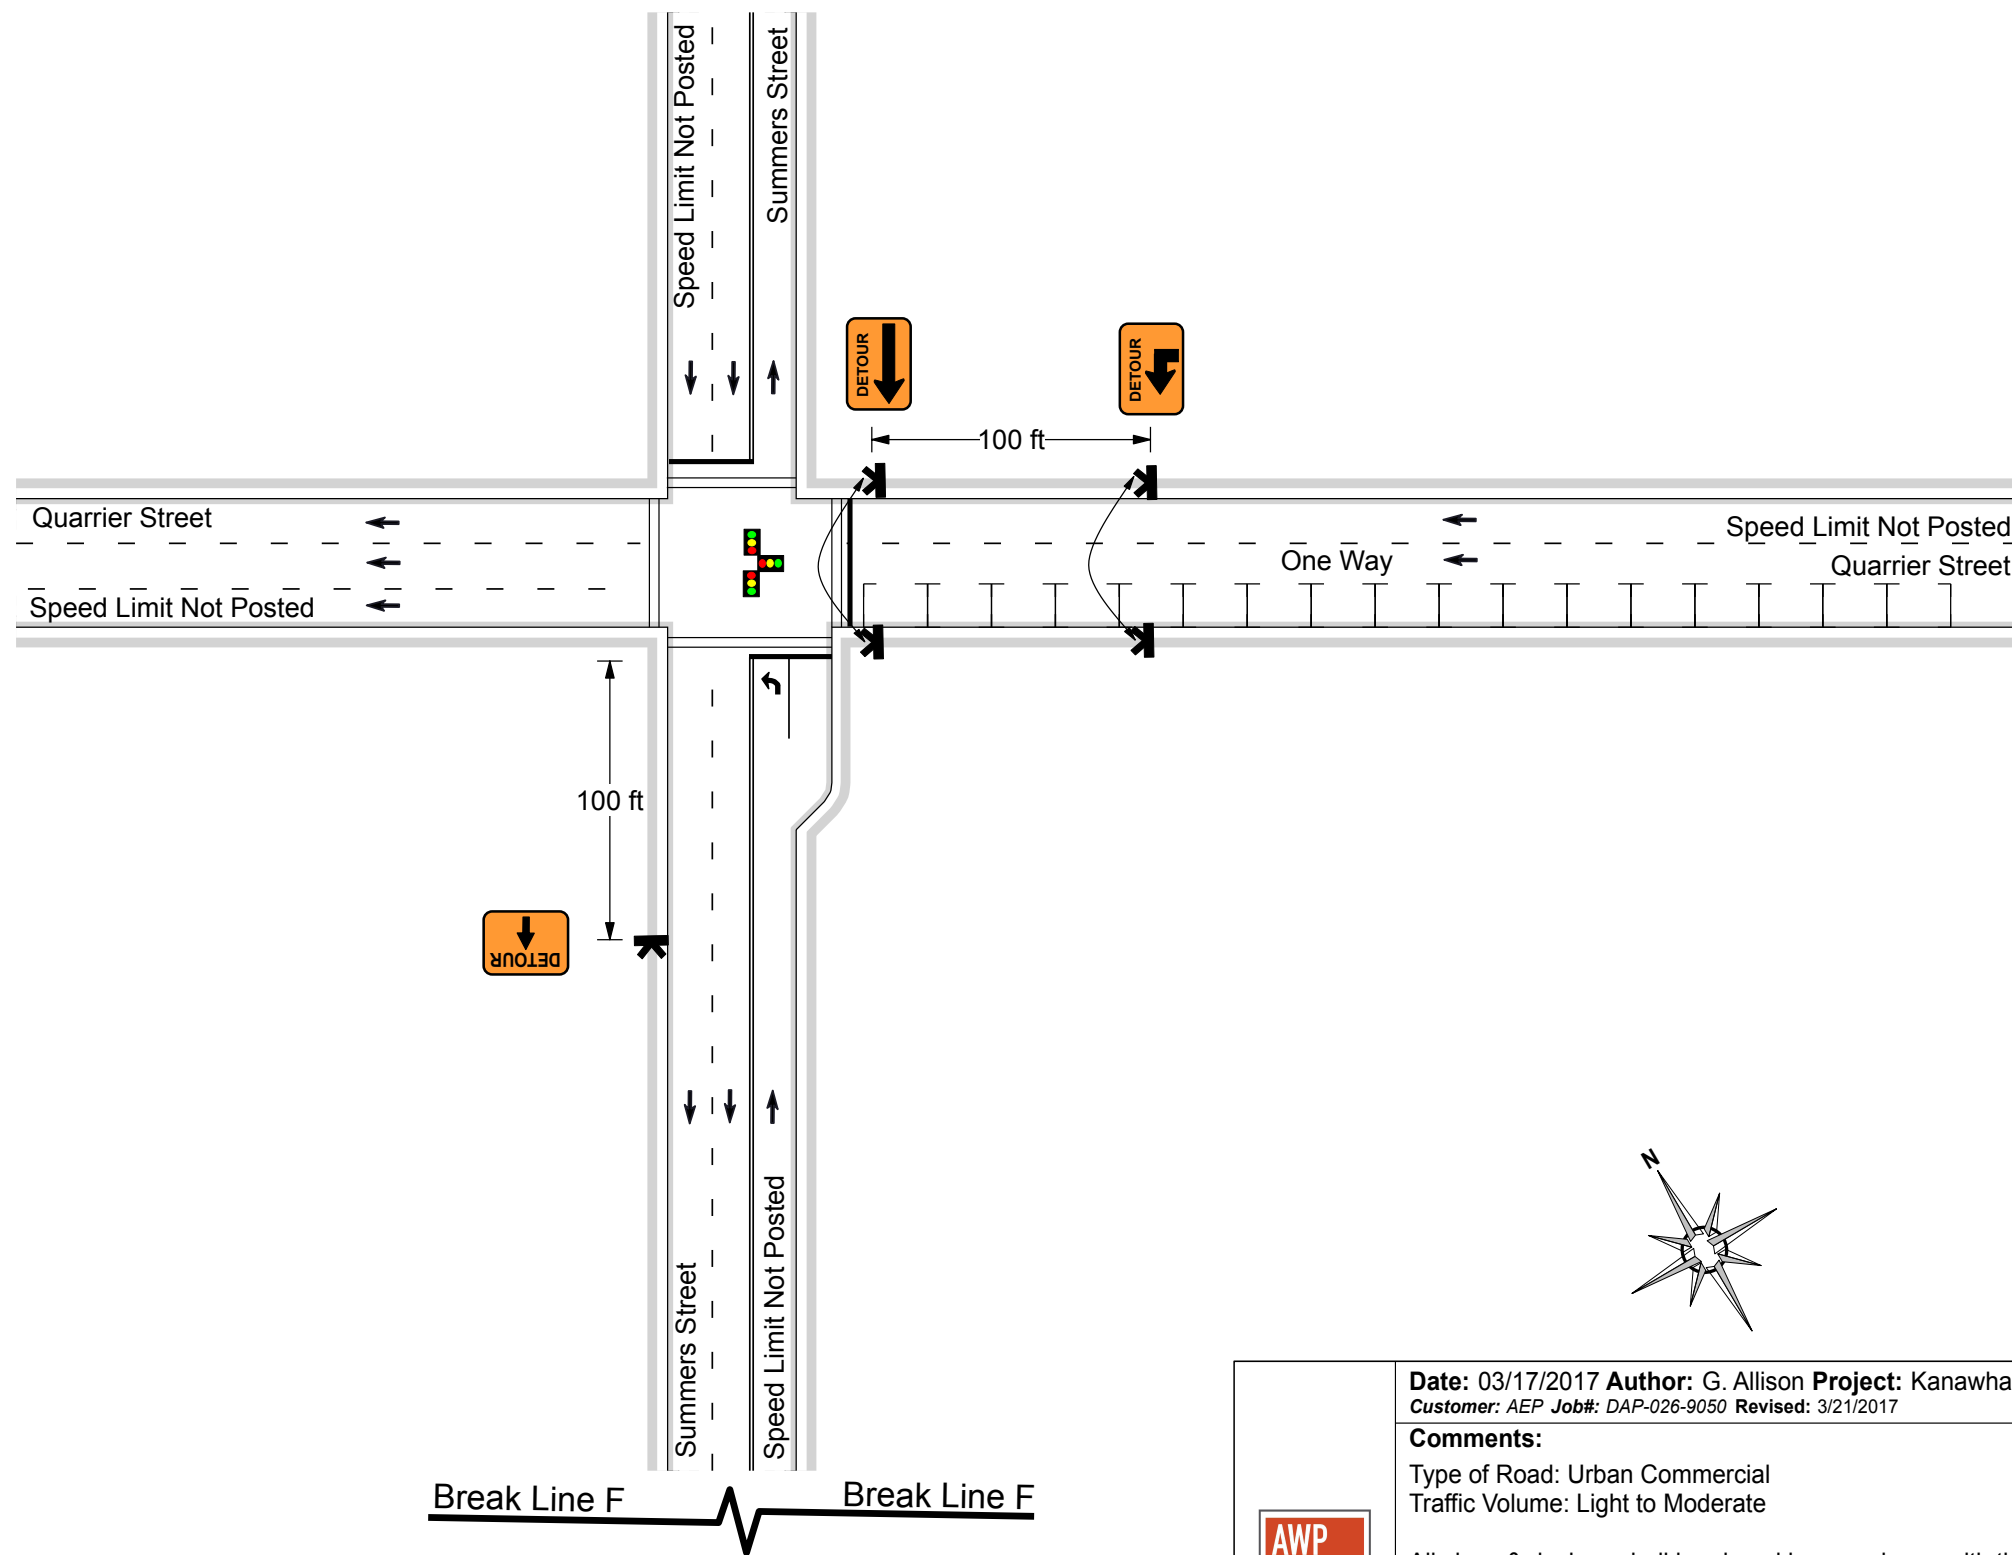 Speed Limit Not Posted
Summers Street
DETOUR
DETOUR
100 ft
Quarrier Street
Speed Limit Not Posted
One Way
Speed Limit Not Posted
Quarrier Street
100 ft
DETOUR
Summers Street
Speed Limit Not Posted
N
Break Line F
Break Line F
Date: 03/17/2017 Author: G. Allison Project: Kanawha
Customer: AEP Job#: DAP-026-9050 Revised: 3/21/2017
Comments:
Type of Road: Urban Commercial
Traffic Volume: Light to Moderate
AWP